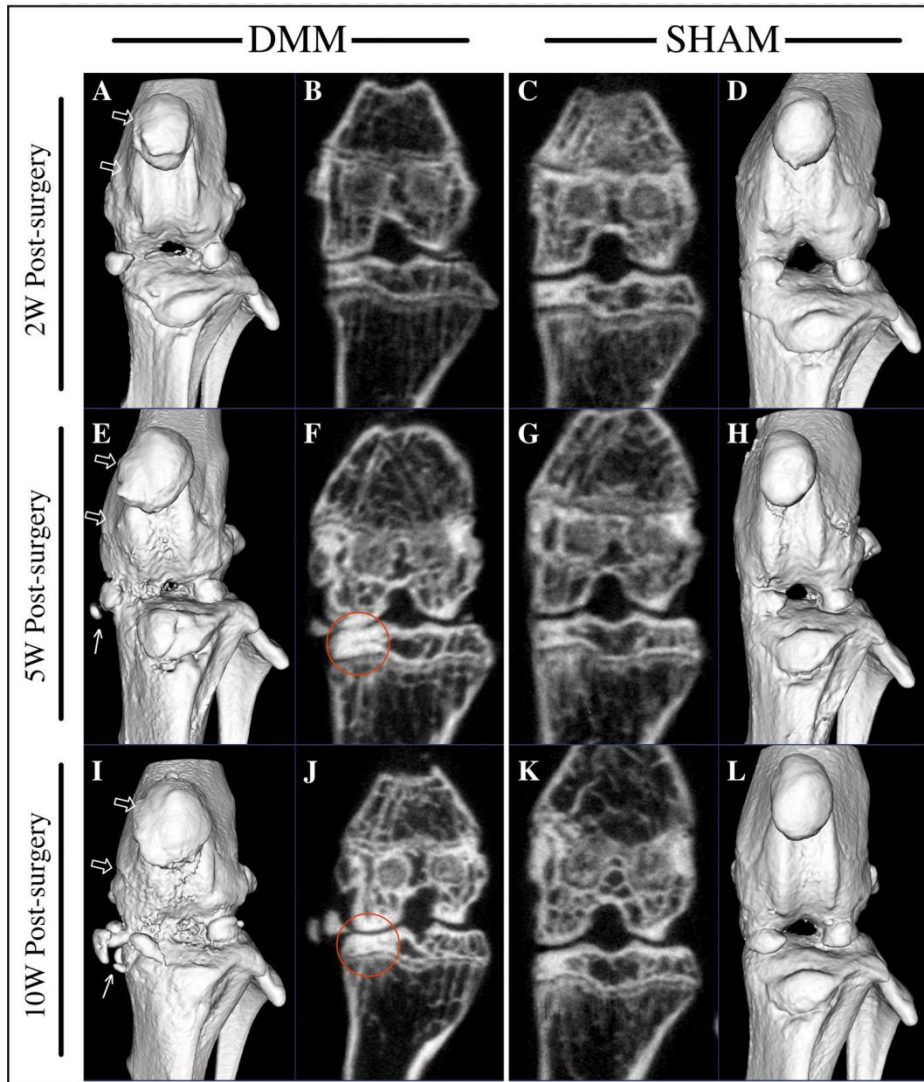 DMM
SHAM
2W Post-surgery
A
B
C
D
5W Post-surgery
E
F
G
H
10W Post-surgery
I
J
K
L